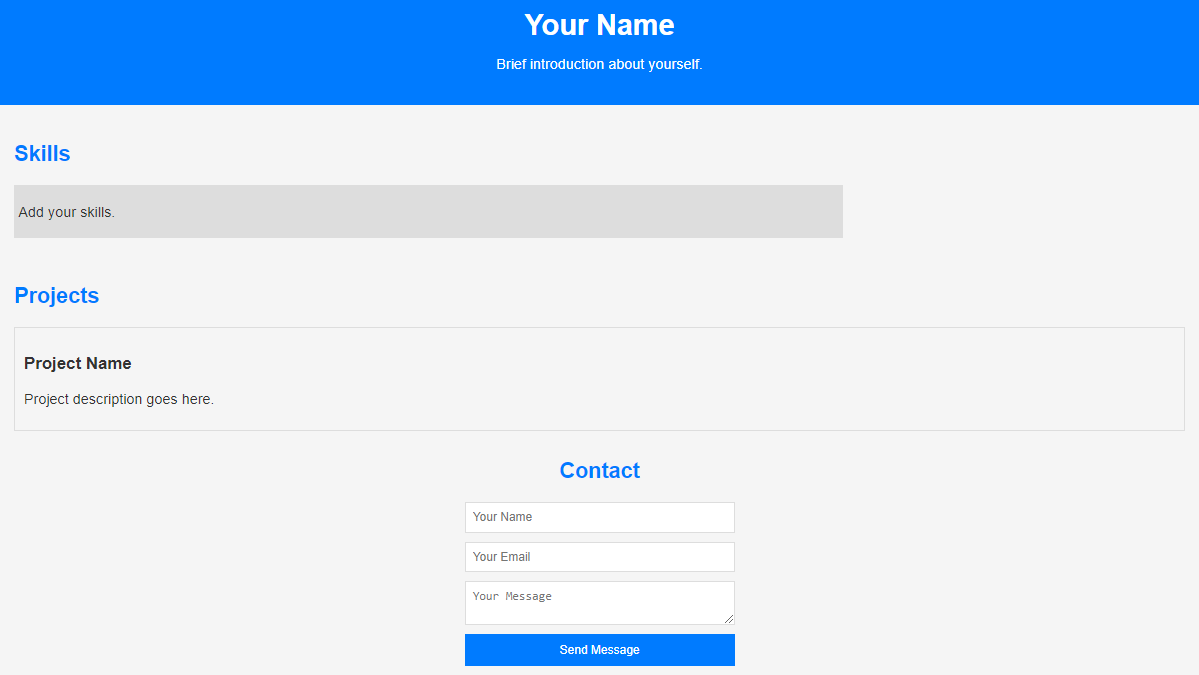 Your Name
Brief introduction about yourself.
Skills
Add your skills.
Projects
Project Name
Project description goes here.
Contact
Your Name
Your Email
Your Message
Send Message